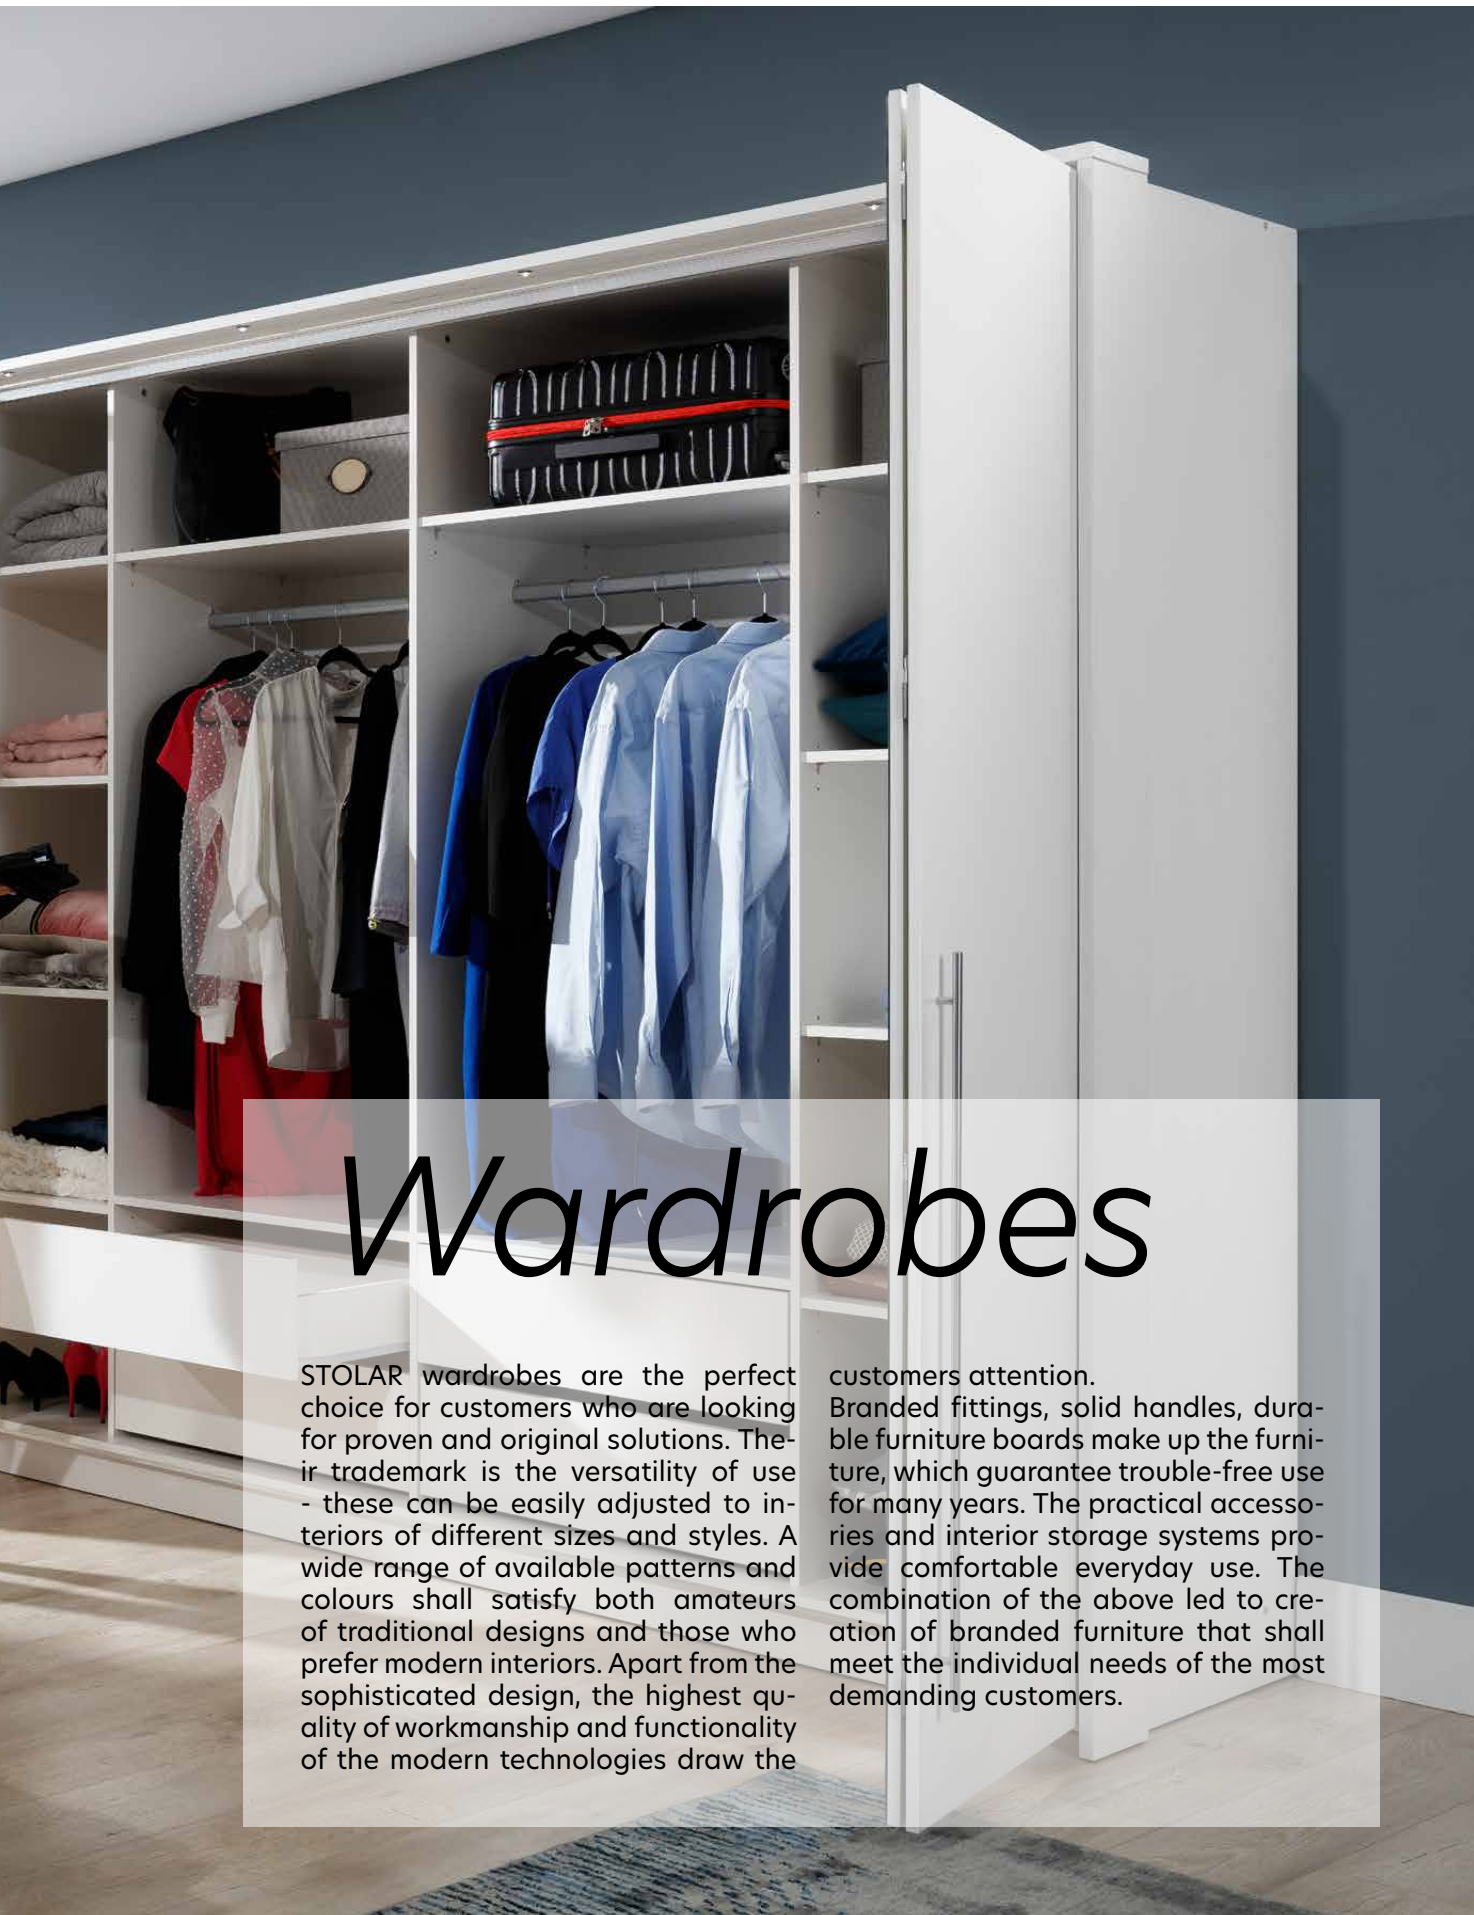 Wardrobes
STOLAR wardrobes are the perfect
choice for customers who are looking
for proven and original solutions. The-
ir trademark is the versatility of use
- these can be easily adjusted to in-
teriors of different sizes and styles. A
wide range of available patterns and
colours shall satisfy both amateurs
of traditional designs and those who
prefer modern interiors. Apart from the
sophisticated design, the highest qu-
ality of workmanship and functionality
of the modern technologies draw the
customers attention.
Branded fittings, solid handles, dura-
ble furniture boards make up the furni-
ture, which guarantee trouble-free use
for many years. The practical accesso-
ries and interior storage systems pro-
vide comfortable everyday use. The
combination of the above led to cre-
ation of branded furniture that shall
meet the individual needs of the most
demanding customers.